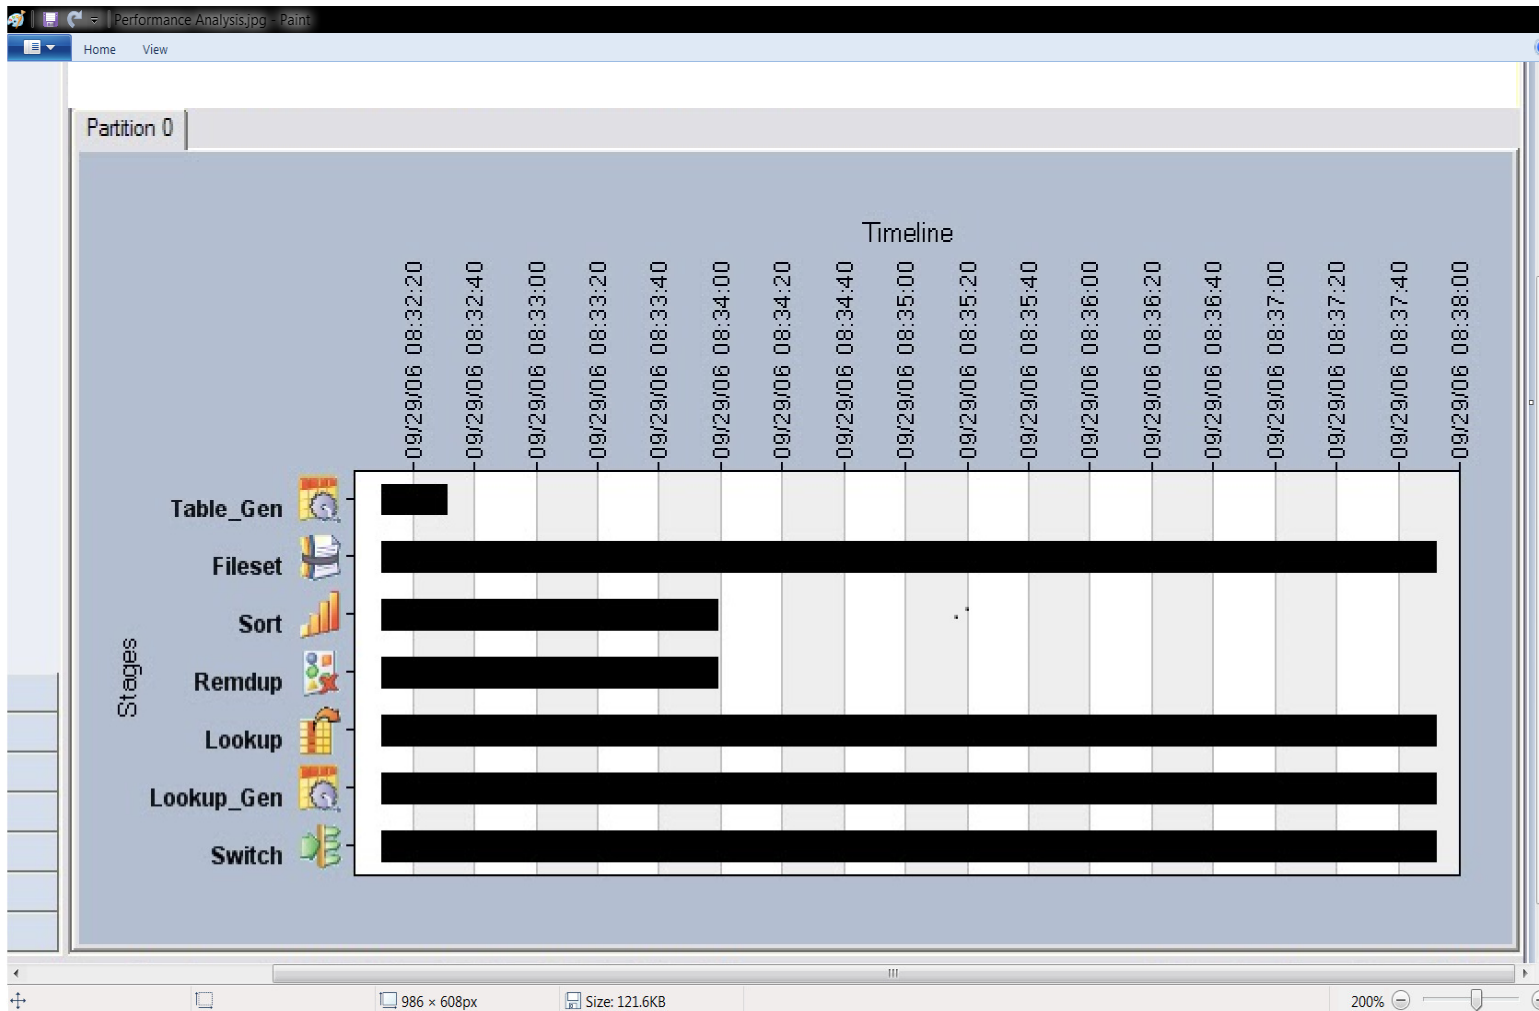 Performance Analysis.jpg - Paint
Home View
Partition 0
Timeline
09/29/06 08:32:20
09/29/06 08:32:40
09/29/06 08:33:00
09/29/06 08:33:20
09/29/06 08:33:40
09/29/06 08:34:00
09/29/06 08:34:20
09/29/06 08:34:40
09/29/06 08:35:00
09/29/06 08:35:20
09/29/06 08:35:40
09/29/06 08:36:00
09/29/06 08:36:20
09/29/06 08:36:40
09/29/06 08:37:00
09/29/06 08:37:20
09/29/06 08:37:40
09/29/06 08:38:00
Stages
Table_Gen
Fileset
Sort
Remdup
Lookup
Lookup_Gen
Switch
986 × 608px Size: 121.6KB 200%